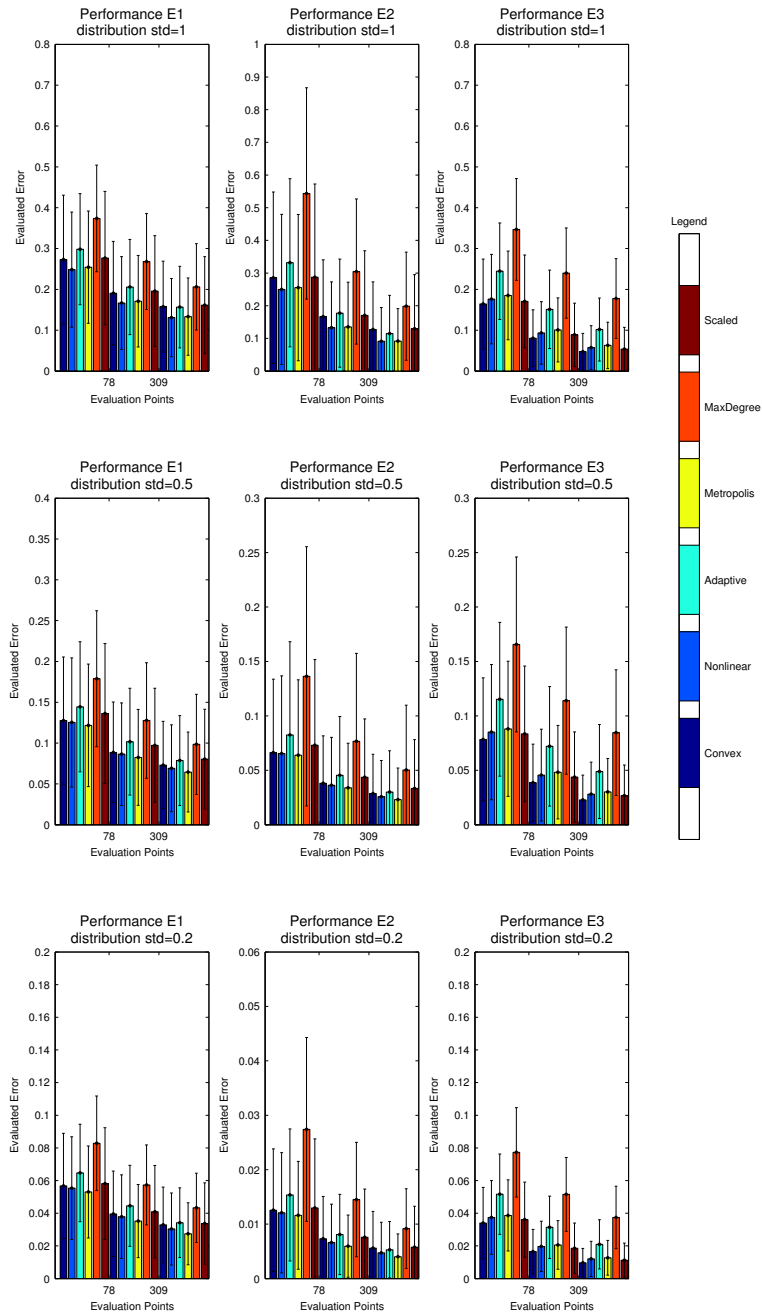 Performance E1
distribution std=1
0.8
0.7
0.6
0.5
0.4
0.3
0.2
0.1
0
Evaluated Error
78
309
Evaluation Points
Performance E2
distribution std=1
1
0.9
0.8
0.7
0.6
0.5
0.4
0.3
0.2
0.1
0
Evaluated Error
78
309
Evaluation Points
Performance E3
distribution std=1
0.8
0.7
0.6
0.5
0.4
0.3
0.2
0.1
0
Evaluated Error
78
309
Evaluation Points
Legend
Scaled
MaxDegree
Metropolis
Adaptive
Nonlinear
Convex
Performance E1
distribution std=0.5
0.4
0.35
0.3
0.25
0.2
0.15
0.1
0.05
0
Evaluated Error
78
309
Evaluation Points
Performance E2
distribution std=0.5
0.3
0.25
0.2
0.15
0.1
0.05
0
Evaluated Error
78
309
Evaluation Points
Performance E3
distribution std=0.5
0.3
0.25
0.2
0.15
0.1
0.05
0
Evaluated Error
78
309
Evaluation Points
Performance E1
distribution std=0.2
0.2
0.18
0.16
0.14
0.12
0.1
0.08
0.06
0.04
0.02
0
Evaluated Error
78
309
Evaluation Points
Performance E2
distribution std=0.2
0.06
0.05
0.04
0.03
0.02
0.01
0
Evaluated Error
78
309
Evaluation Points
Performance E3
distribution std=0.2
0.2
0.18
0.16
0.14
0.12
0.1
0.08
0.06
0.04
0.02
0
Evaluated Error
78
309
Evaluation Points